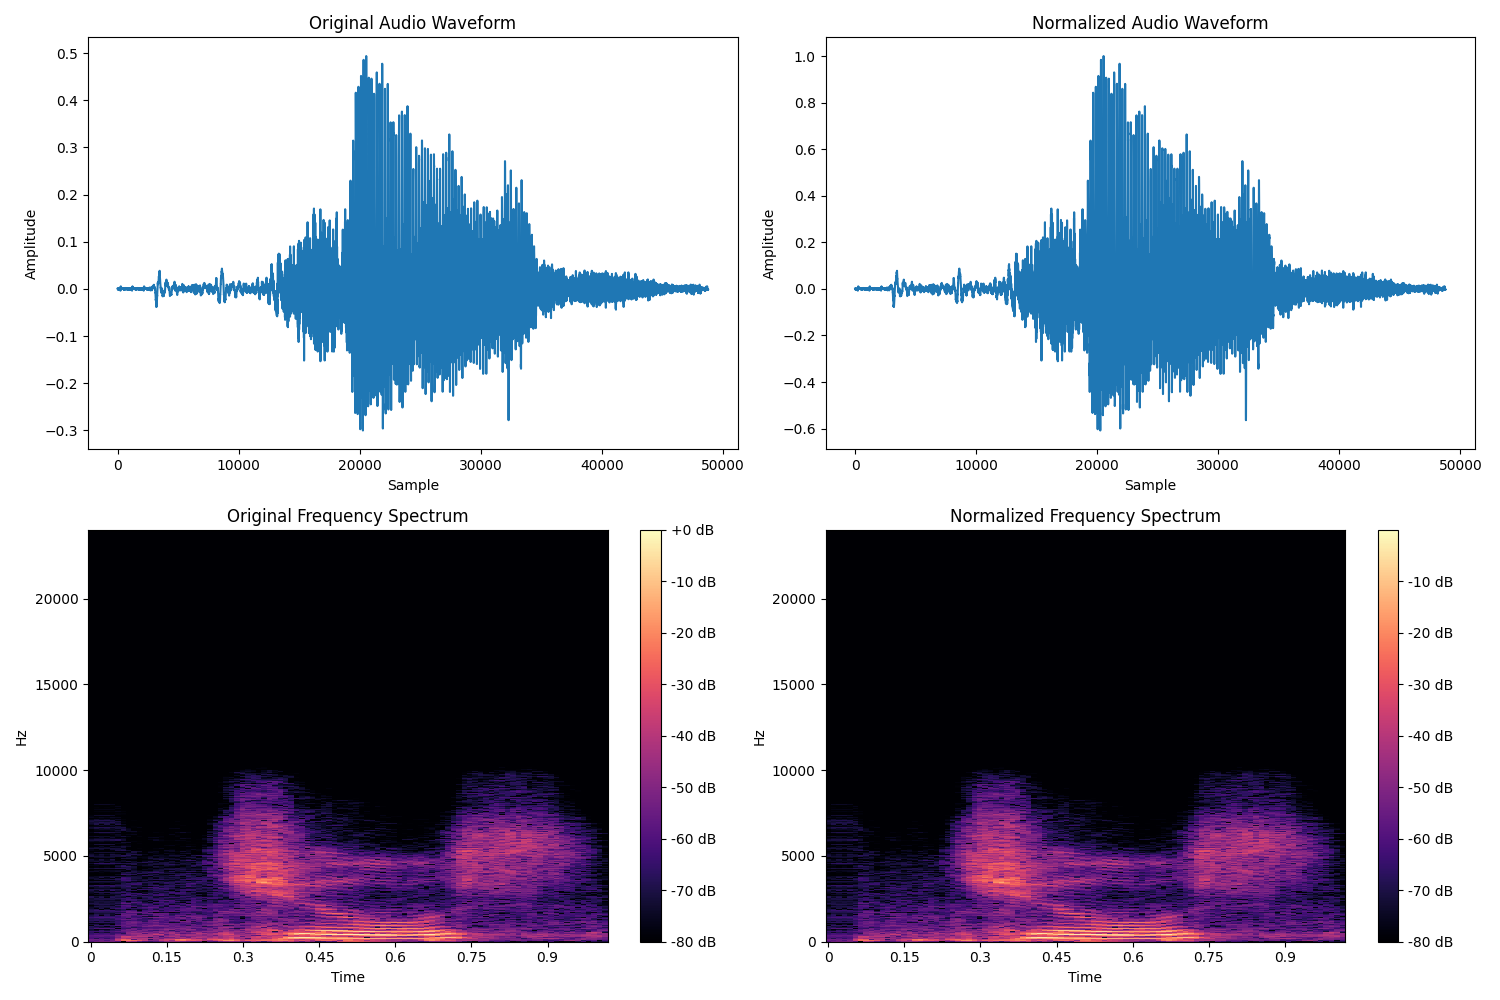 Original Audio Waveform
Amplitude
0.5
0.4
0.3
0.2
0.1
0.0
−0.1
−0.2
−0.3
0 10000 20000 30000 40000 50000
Sample
Normalized Audio Waveform
Amplitude
1.0
0.8
0.6
0.4
0.2
0.0
−0.2
−0.4
−0.6
0 10000 20000 30000 40000 50000
Sample
Original Frequency Spectrum
Hz
20000
15000
10000
5000
0
0 0.15 0.3 0.45 0.6 0.75 0.9
Time
+0 dB
-10 dB
-20 dB
-30 dB
-40 dB
-50 dB
-60 dB
-70 dB
-80 dB
Normalized Frequency Spectrum
Hz
20000
15000
10000
5000
0
0 0.15 0.3 0.45 0.6 0.75 0.9
Time
-10 dB
-20 dB
-30 dB
-40 dB
-50 dB
-60 dB
-70 dB
-80 dB